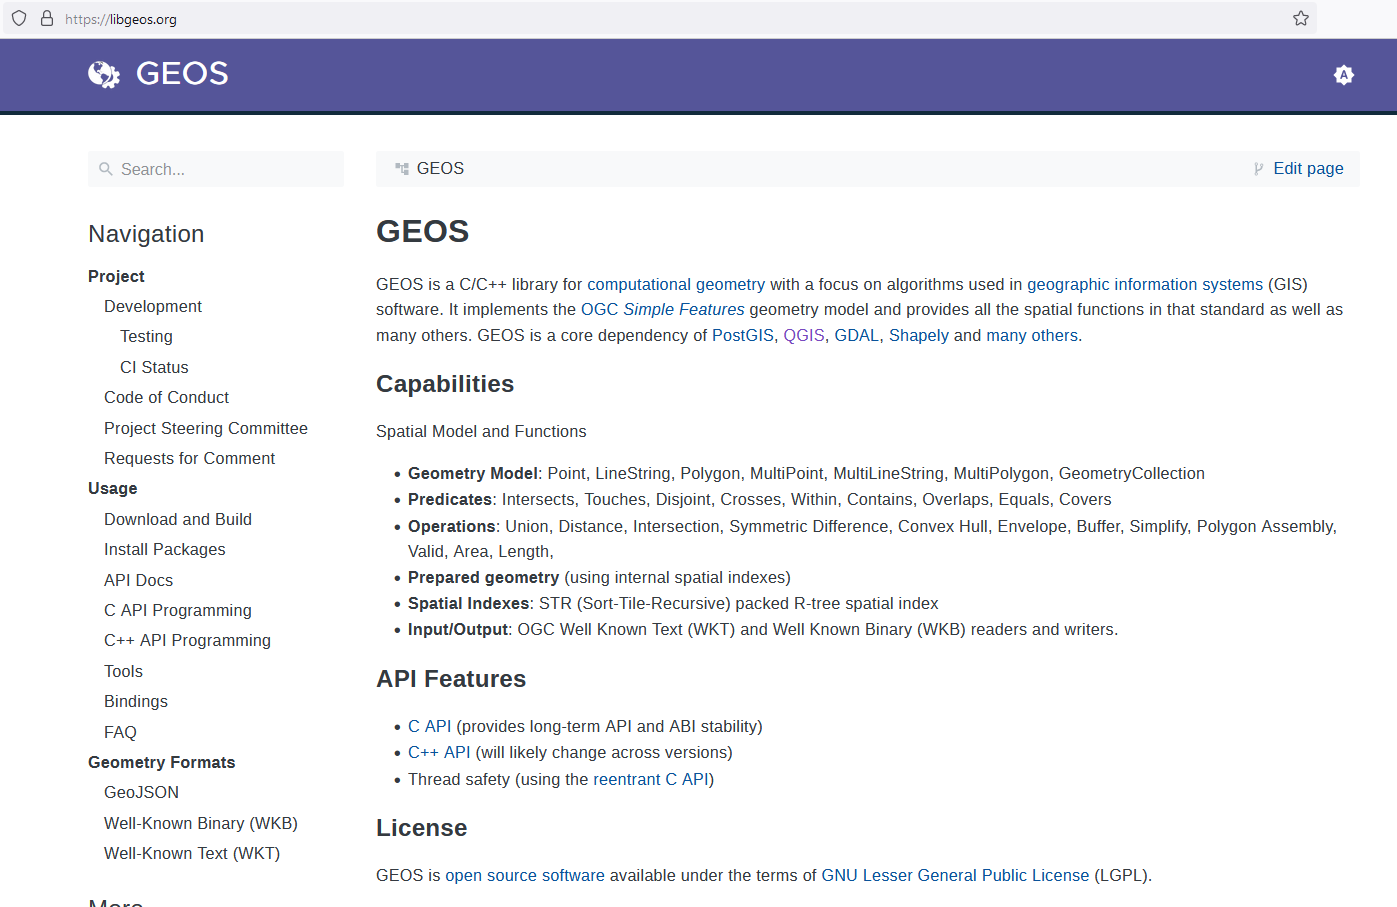 https://libgeos.org
GEOS
A
Search...
GEOS
Edit page
Navigation
Project
Development
Testing
CI Status
Code of Conduct
Project Steering Committee
Requests for Comment
Usage
Download and Build
Install Packages
API Docs
C API Programming
C++ API Programming
Tools
Bindings
FAQ
Geometry Formats
GeoJSON
Well-Known Binary (WKB)
Well-Known Text (WKT)
More
GEOS
GEOS is a C/C++ library for computational geometry with a focus on algorithms used in geographic information systems (GIS)
software. It implements the OGC Simple Features geometry model and provides all the spatial functions in that standard as well as
many others. GEOS is a core dependency of PostGIS, QGIS, GDAL, Shapely and many others.
Capabilities
Spatial Model and Functions
• Geometry Model: Point, LineString, Polygon, MultiPoint, MultiLineString, MultiPolygon, GeometryCollection
• Predicates: Intersects, Touches, Disjoint, Crosses, Within, Contains, Overlaps, Equals, Covers
• Operations: Union, Distance, Intersection, Symmetric Difference, Convex Hull, Envelope, Buffer, Simplify, Polygon Assembly,
Valid, Area, Length,
• Prepared geometry (using internal spatial indexes)
• Spatial Indexes: STR (Sort-Tile-Recursive) packed R-tree spatial index
• Input/Output: OGC Well Known Text (WKT) and Well Known Binary (WKB) readers and writers.
API Features
• C API (provides long-term API and ABI stability)
• C++ API (will likely change across versions)
• Thread safety (using the reentrant C API)
License
GEOS is open source software available under the terms of GNU Lesser General Public License (LGPL).